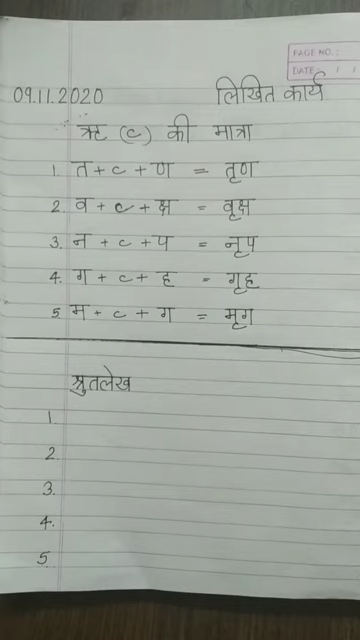 PAGE NO.:
DATE: / /
09.11.2020 लिखित कार्य
ऋ (ृ) की मात्रा
1. त + ृ + ण = तृण
2. व + ृ + क्ष = वृक्ष
3. न + ृ + प = नृप
4. ग + ृ + ह = गृह
5. म + ृ + ग = मृग
श्रुतलेख
1.
2.
3.
4.
5